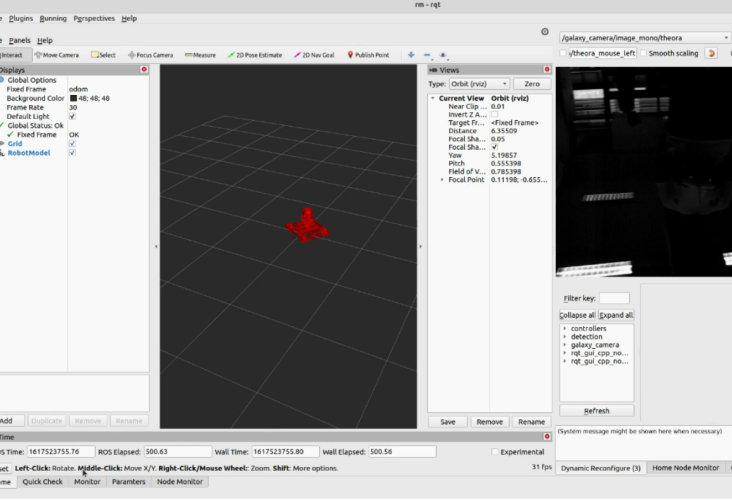 rm - rqt
Plugins Running Perspectives Help
Panels Help
Interact Move Camera Select Focus Camera Measure 2D Pose Estimate 2D Nav Goal Publish Point
Displays
Global Options
Fixed Frame odom
Background Color 48; 48; 48
Frame Rate 30
Default Light
Global Status: Ok
Fixed Frame OK
Grid
RobotModel
Add Duplicate Remove Rename
Views
Type: Orbit (rviz) Zero
Current View Orbit (rviz)
Near Clip ... 0.01
Invert Z A...
Target Fr... <Fixed Frame>
Distance 6.35509
Focal Sha... 0.05
Focal Sha...
Yaw 5.19857
Pitch 0.555398
Field of V... 0.785398
Focal Point 0.11198; -0.655...
Save Remove Rename
/galaxy_camera/image_mono/theora
/theora_mouse_left Smooth scaling
Filter key:
Collapse all Expand all
controllers
detection
galaxy_camera
rqt_gui_cpp_no...
rqt_gui_cpp_no...
Refresh
(System message might be shown here when necessary)
Dynamic Reconfigure (3) Home Node Monitor
Time
S Time: 1617523755.76 ROS Elapsed: 500.63 Wall Time: 1617523755.80 Wall Elapsed: 500.56 Experimental
set Left-Click: Rotate. Middle-Click: Move X/Y. Right-Click/Mouse Wheel: Zoom. Shift: More options. 31 fps
ome Quick Check Monitor Paramters Node Monitor